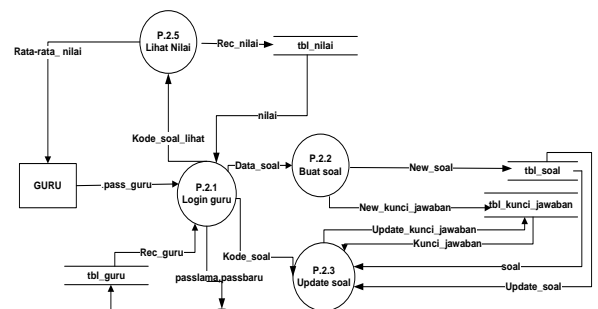 P.2.5
Lihat Nilai
Rec_nilai
tbl_nilai
Rata-rata_ nilai
nilai
Kode_soal_lihat
Data_soal
P.2.2
Buat soal
New_soal
tbl_soal
GURU
.pass_guru
P.2.1
Login guru
New_kunci_jawaban
tbl_kunci_jawaban
Update_kunci_jawaban
Kunci_jawaban
Rec_guru
Kode_soal
tbl_guru
passlama,passbaru
P.2.3
Update soal
soal
Update_soal